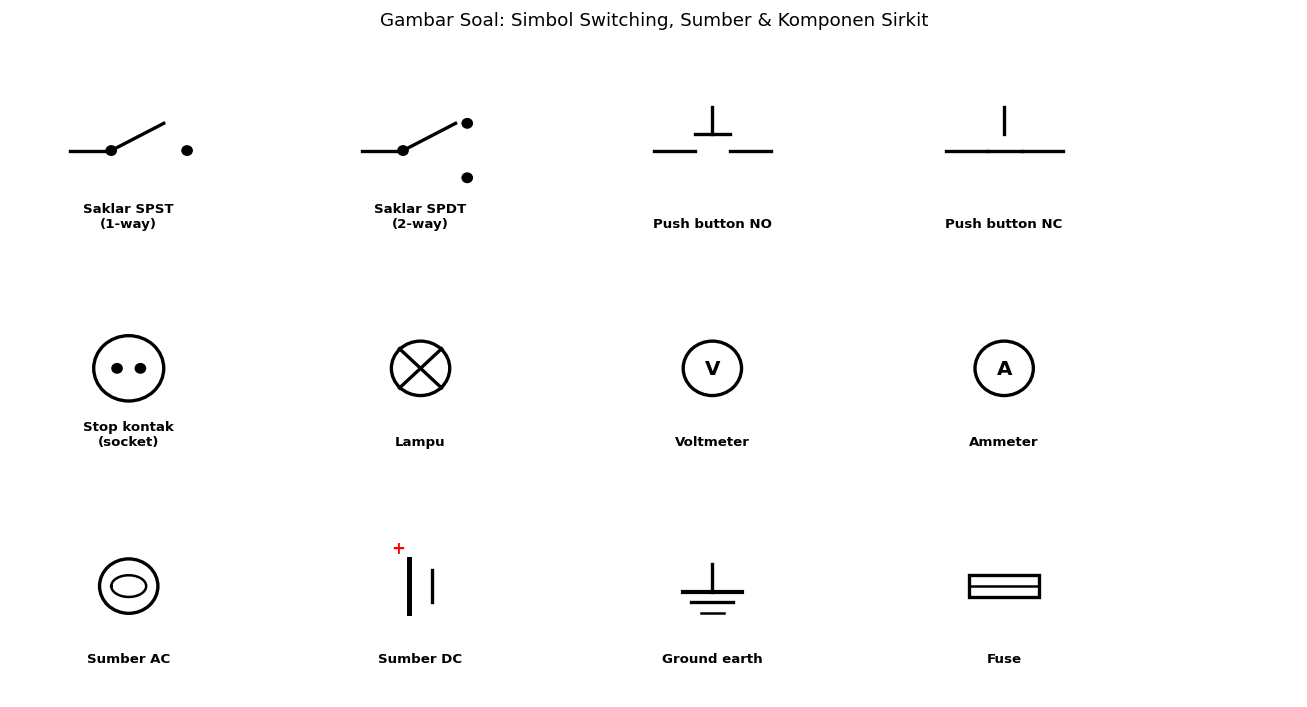 Gambar Soal: Simbol Switching, Sumber & Komponen Sirkit
Saklar SPST
(1-way)
Saklar SPDT
(2-way)
Push button NO
Push button NC
Stop kontak
(socket)
Lampu
V
Voltmeter
A
Ammeter
Sumber AC
+
Sumber DC
Ground earth
Fuse